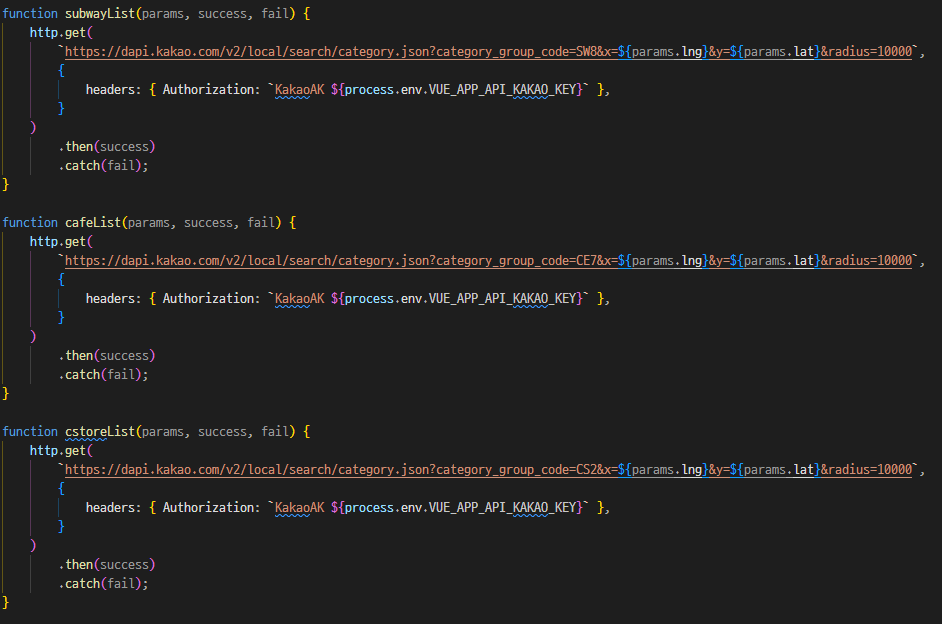 function subwayList(params, success, fail) {
    http.get(
        `https://dapi.kakao.com/v2/local/search/category.json?category_group_code=SW8&x=${params.lng}&y=${params.lat}&radius=10000`,
        {
            headers: { Authorization: `KakaoAK ${process.env.VUE_APP_API_KAKAO_KEY}` },
        }
    )
        .then(success)
        .catch(fail);
}

function cafeList(params, success, fail) {
    http.get(
        `https://dapi.kakao.com/v2/local/search/category.json?category_group_code=CE7&x=${params.lng}&y=${params.lat}&radius=10000`,
        {
            headers: { Authorization: `KakaoAK ${process.env.VUE_APP_API_KAKAO_KEY}` },
        }
    )
        .then(success)
        .catch(fail);
}

function cstoreList(params, success, fail) {
    http.get(
        `https://dapi.kakao.com/v2/local/search/category.json?category_group_code=CS2&x=${params.lng}&y=${params.lat}&radius=10000`,
        {
            headers: { Authorization: `KakaoAK ${process.env.VUE_APP_API_KAKAO_KEY}` },
        }
    )
        .then(success)
        .catch(fail);
}